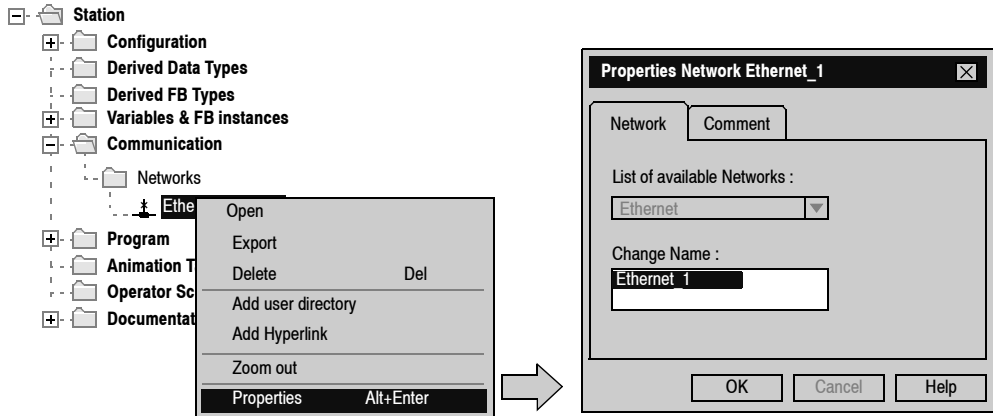 Station
Configuration
Derived Data Types
Derived FB Types
Variables & FB instances
Communication
Networks
Ethe
Program
Animation T
Operator Sc
Documentat
Open
Export
Delete Del
Add user directory
Add Hyperlink
Zoom out
Properties Alt+Enter
Properties Network Ethernet_1
Network Comment
List of available Networks :
Ethernet
Change Name :
Ethernet_1
OK Cancel Help